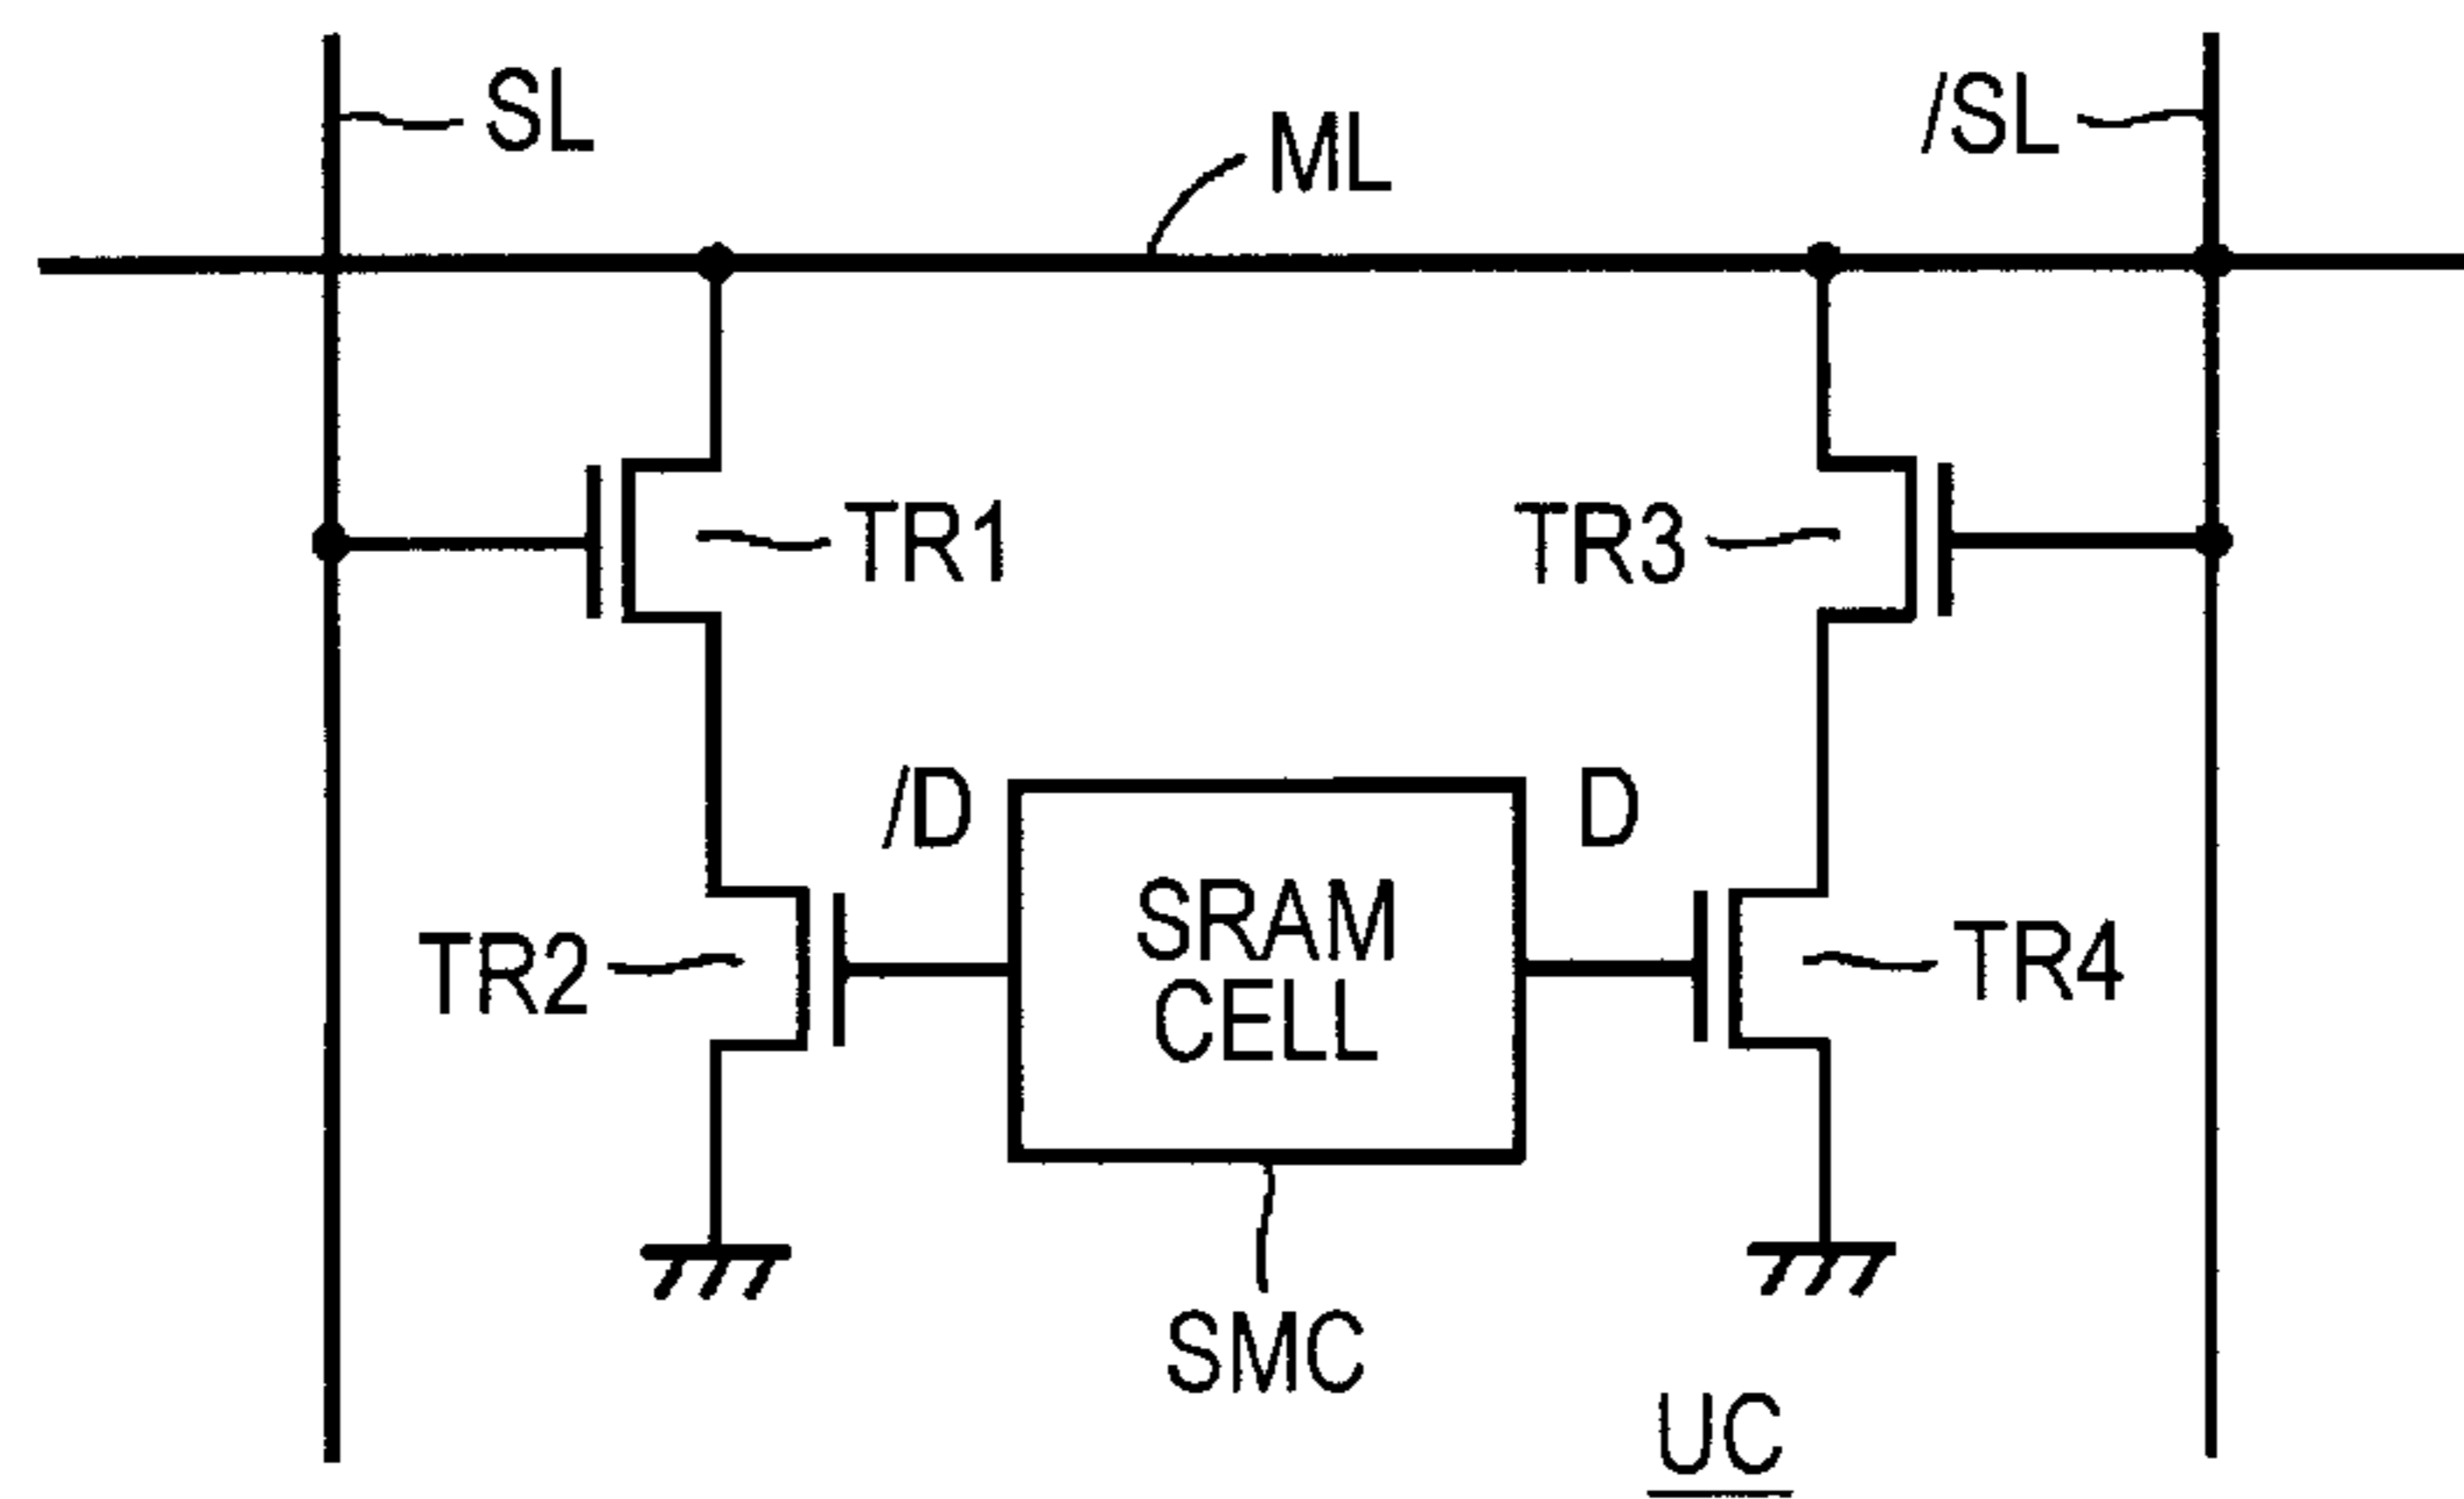 SL
ML
/SL
TR1
TR3
/D
D
SRAM
CELL
TR2
TR4
SMC
UC